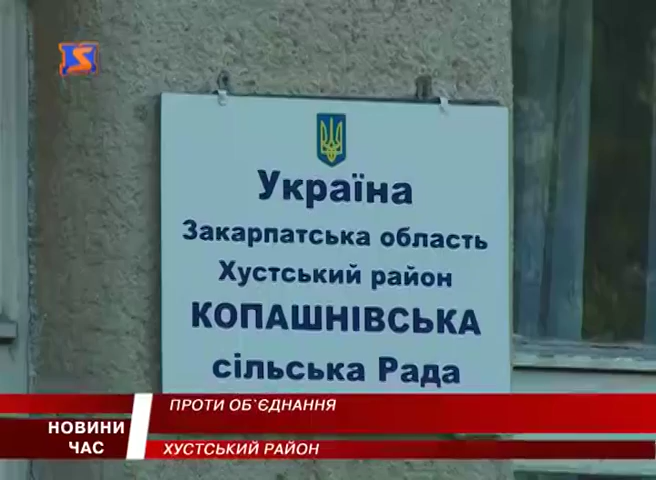 Україна
Закарпатська область
Хустський район
КОПАШНІВСЬКА
сільська Рада
ПРОТИ ОБ`ЄДНАННЯ
НОВИНИ
ЧАС
ХУСТСЬКИЙ РАЙОН